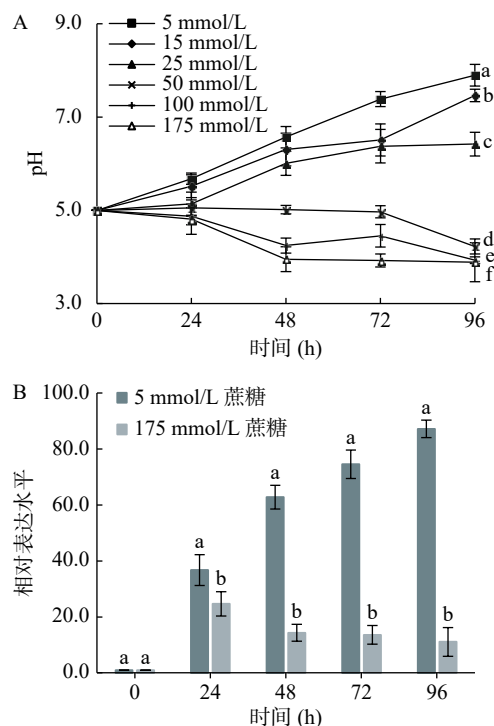 A
9.0
7.0
5.0
3.0
pH
5 mmol/L
15 mmol/L
25 mmol/L
50 mmol/L
100 mmol/L
175 mmol/L
a
b
c
d
e
f
0
24
48
72
96
时间 (h)
B
100.0
80.0
60.0
40.0
20.0
0.0
相对表达水平
5 mmol/L 蔗糖
175 mmol/L 蔗糖
a
a
a
b
a
b
a
b
a
b
0
24
48
72
96
时间 (h)